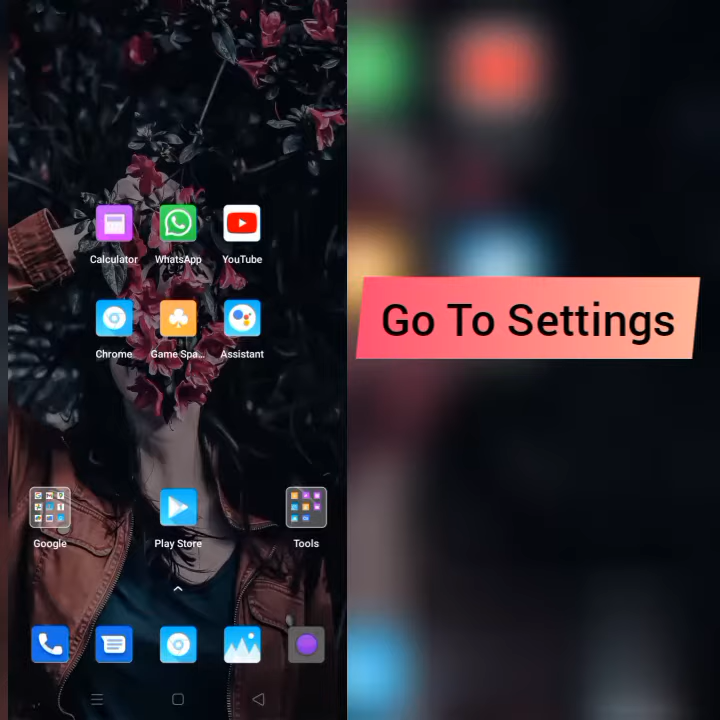 Calculator WhatsApp YouTube
Chrome Game Spa... Assistant
Google Play Store Tools
Go To Settings